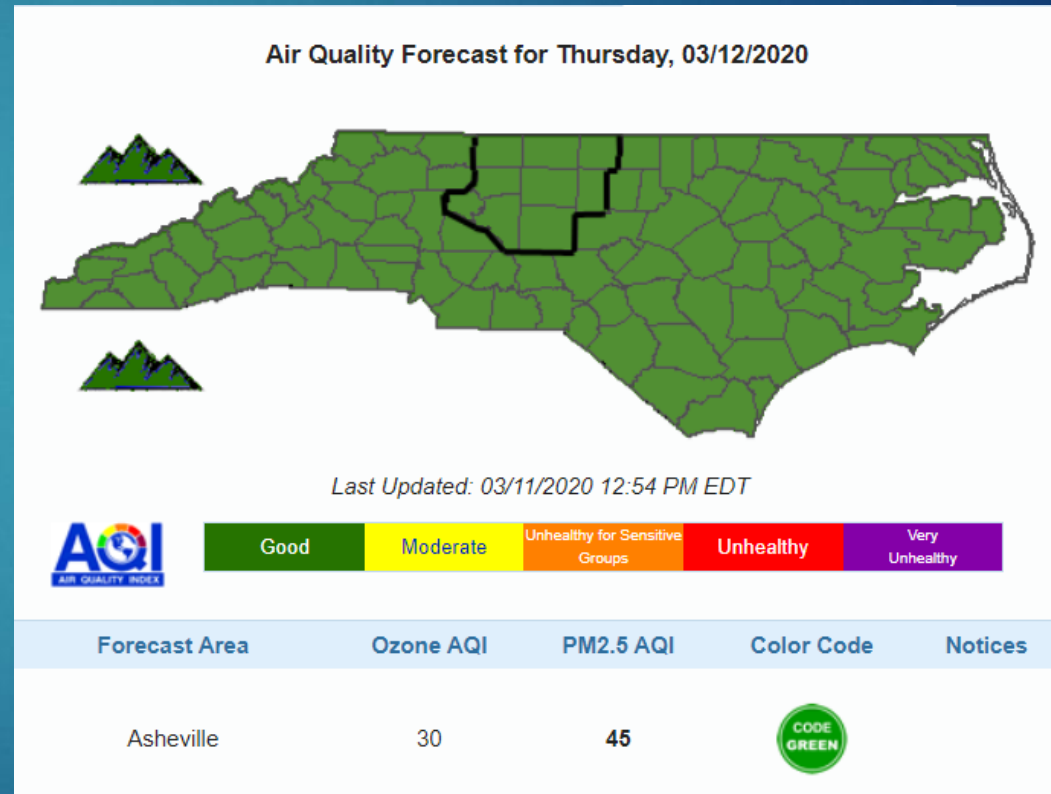 Air Quality Forecast for Thursday, 03/12/2020
Last Updated: 03/11/2020 12:54 PM EDT
AQI
AIR QUALITY INDEX
Good
Moderate
Unhealthy for Sensitive
Groups
Unhealthy
Very
Unhealthy
Forecast Area Ozone AQI PM2.5 AQI Color Code Notices
Asheville 30 45
CODE
GREEN